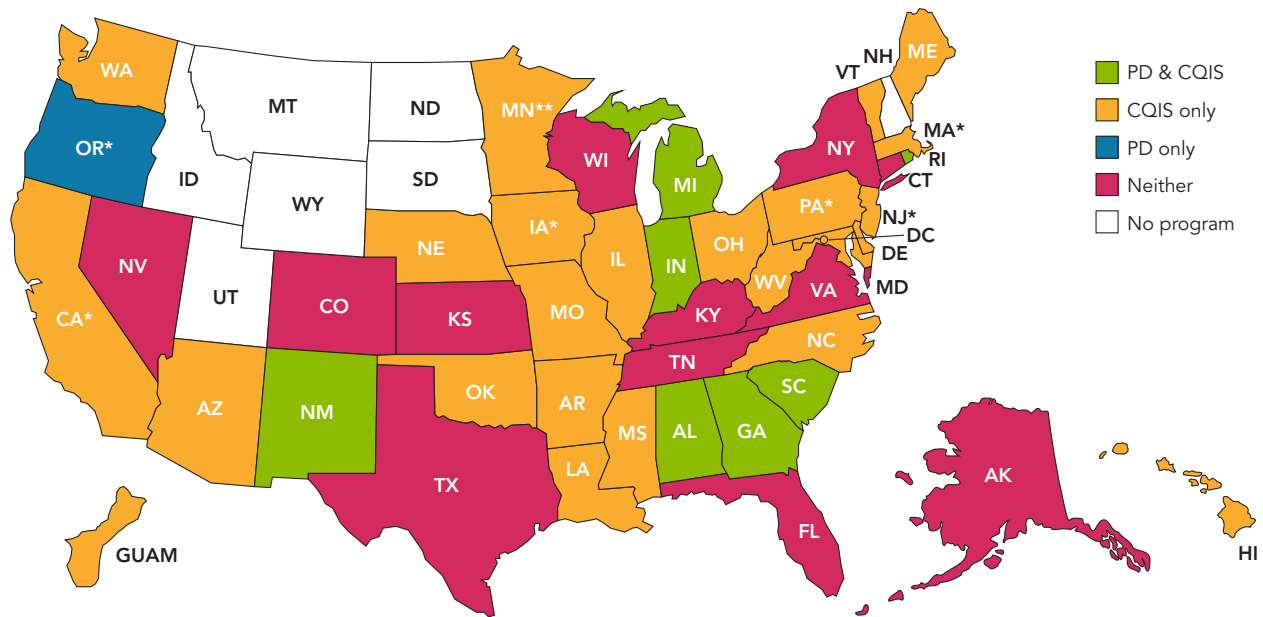 ME
NH
VT
WA
PD & CQIS
MT
ND
MN**
CQIS only
MA*
OR*
NY
PD only
WI
RI
ID
SD
MI
CT
Neither
WY
PA*
NJ*
No program
IA*
DC
NE
OH
DE
NV
IL
IN
WV
MD
UT
VA
CO
CA*
KS
MO
KY
NC
TN
SC
OK
AR
AZ
NM
MS
AL
GA
LA
AK
TX
FL
GUAM
HI